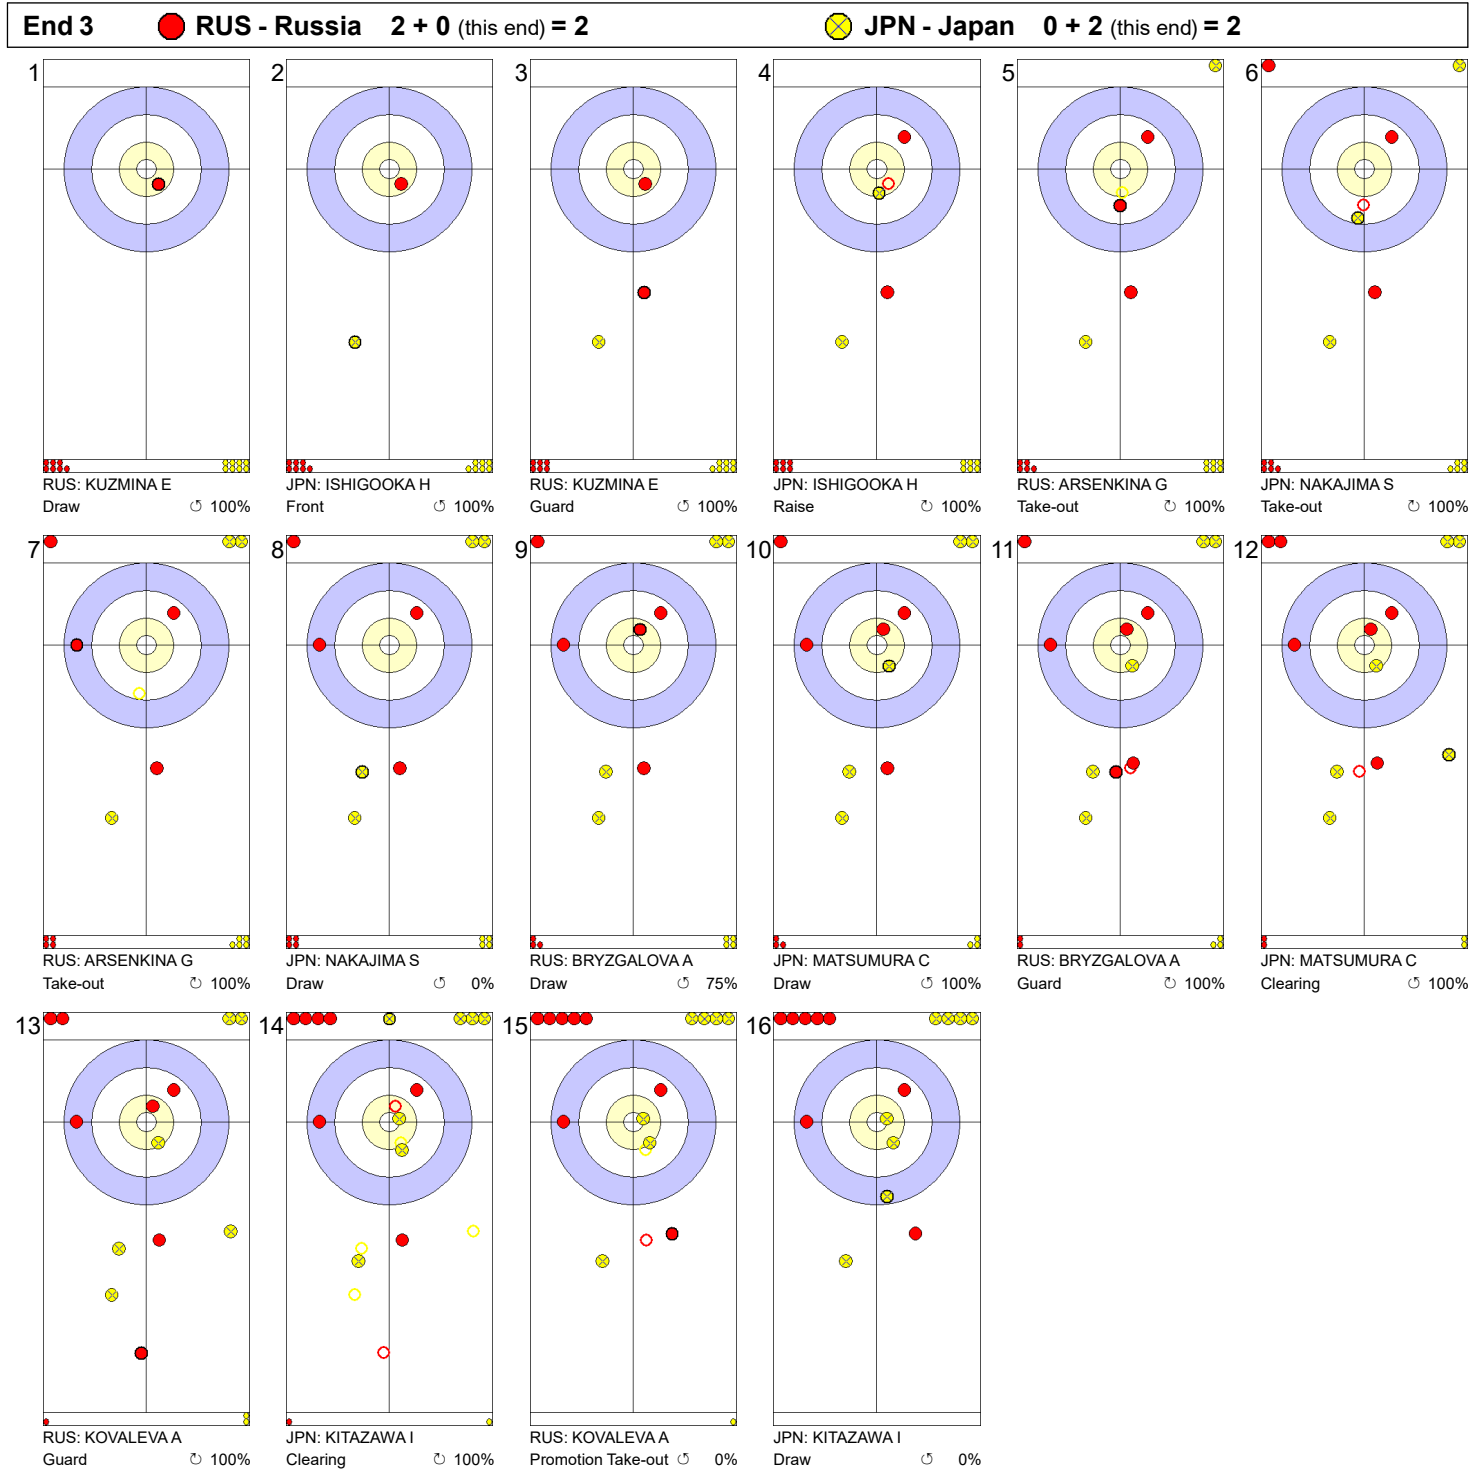 End 3 RUS - Russia 2 + 0 (this end) = 2 JPN - Japan 0 + 2 (this end) = 2
1 2 3 4 5 6
RUS: KUZMINA E JPN: ISHIGOOKA H RUS: KUZMINA E JPN: ISHIGOOKA H RUS: ARSENKINA G JPN: NAKAJIMA S
Draw ↺ 100% Front ↺ 100% Guard ↺ 100% Raise ↻ 100% Take-out ↻ 100% Take-out ↻ 100%
7 8 9 10 11 12
RUS: ARSENKINA G JPN: NAKAJIMA S RUS: BRYZGALOVA A JPN: MATSUMURA C RUS: BRYZGALOVA A JPN: MATSUMURA C
Take-out ↻ 100% Draw ↺ 0% Draw ↺ 75% Draw ↺ 100% Guard ↻ 100% Clearing ↻ 100%
13 14 15 16
RUS: KOVALEVA A JPN: KITAZAWA I RUS: KOVALEVA A JPN: KITAZAWA I
Guard ↻ 100% Clearing ↻ 100% Promotion Take-out ↺ 0% Draw ↺ 0%